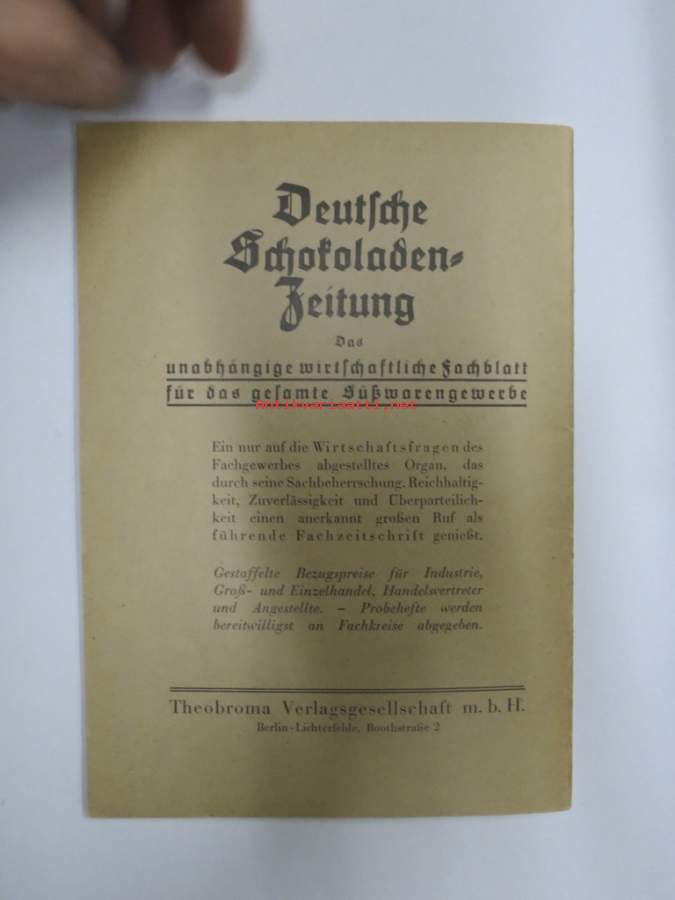 Deutsche
Schokoladen-
Zeitung
Das
unabhängige wirtschaftliche Fachblatt
für das gesamte Süßwarengewerbe
Antikvariaatti.net
Ein nur auf die Wirtschaftsfragen des
Fachgewerbes abgestelltes Organ, das
durch seine Sachbeherrschung, Reichhaltig-
keit, Zuverlässigkeit und Überparteilich-
keit einen anerkannt großen Ruf als
führende Fachzeitschrift genießt.
Gestaffelte Bezugspreise für Industrie,
Groß- und Einzelhandel, Handelsvertreter
und Angestellte. – Probehefte werden
bereitwilligst an Fachkreise abgegeben.
Theobroma Verlagsgesellschaft m. b. H.
Berlin-Lichterfelde, Boothstraße 2